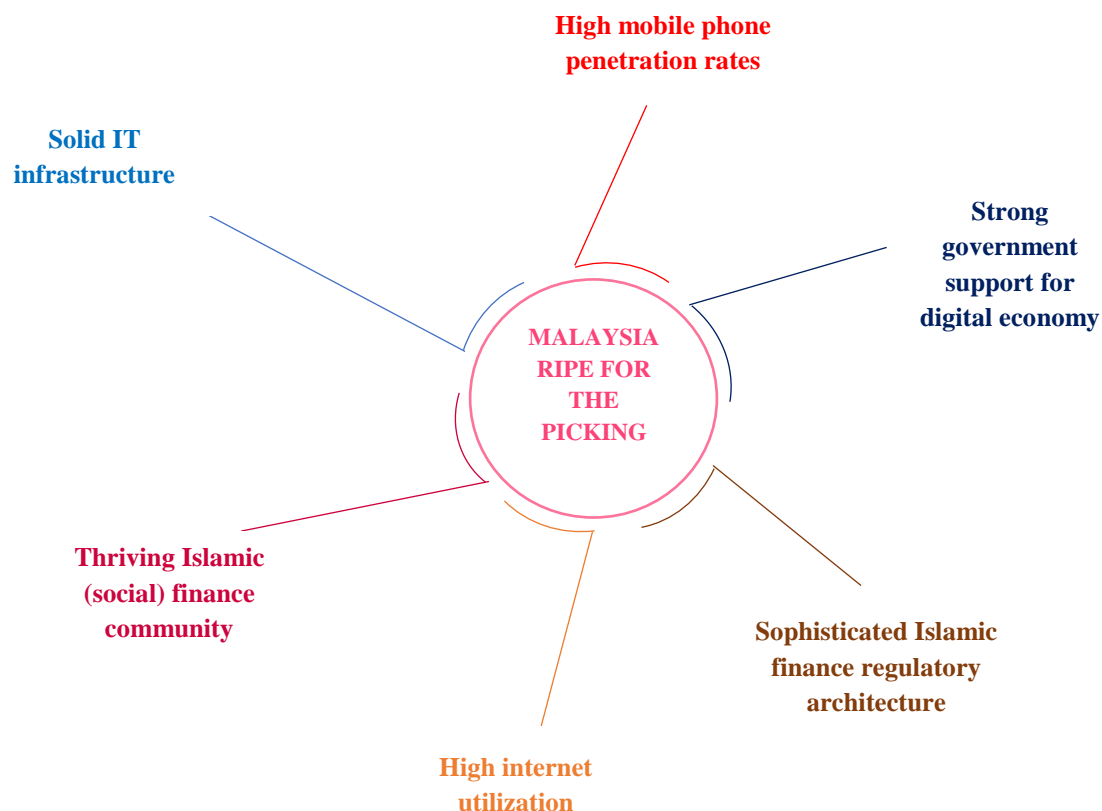 High mobile phone
penetration rates
Solid IT
infrastructure
Strong
government
support for
digital economy
MALAYSIA
RIPE FOR
THE
PICKING
Thriving Islamic
(social) finance
community
Sophisticated Islamic
finance regulatory
architecture
High internet
utilization